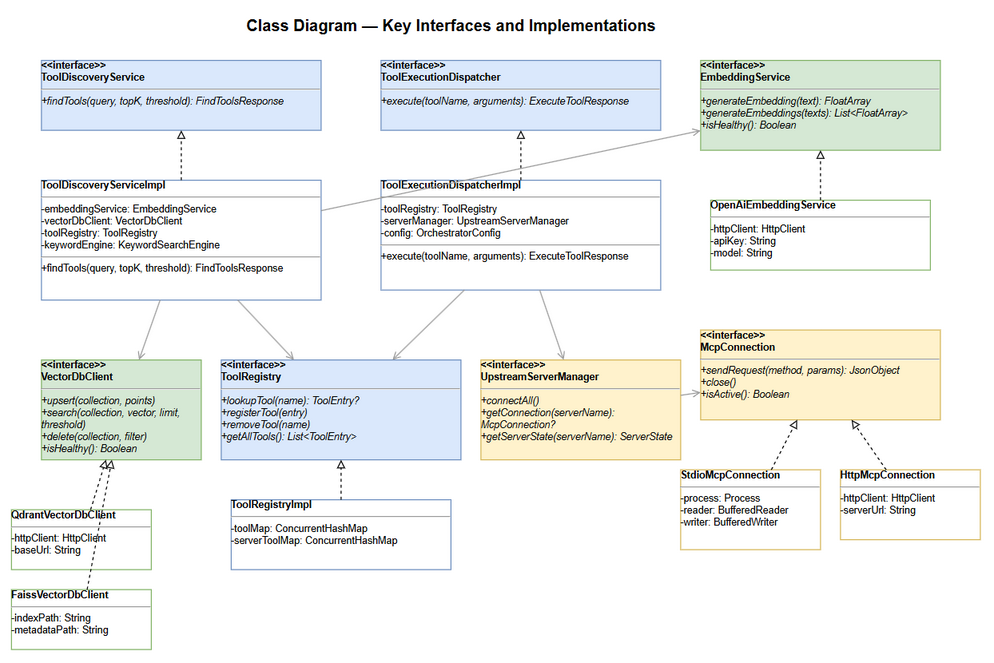 Class Diagram — Key Interfaces and Implementations
<<interface>>
ToolDiscoveryService
+findTools(query, topK, threshold): FindToolsResponse
<<interface>>
ToolExecutionDispatcher
+execute(toolName, arguments): ExecuteToolResponse
<<interface>>
EmbeddingService
+generateEmbedding(text): FloatArray
+generateEmbeddings(texts): List<FloatArray>
+isHealthy(): Boolean
ToolDiscoveryServiceImpl
-embeddingService: EmbeddingService
-vectorDbClient: VectorDbClient
-toolRegistry: ToolRegistry
-keywordEngine: KeywordSearchEngine
+findTools(query, topK, threshold): FindToolsResponse
ToolExecutionDispatcherImpl
-toolRegistry: ToolRegistry
-serverManager: UpstreamServerManager
-config: OrchestratorConfig
+execute(toolName, arguments): ExecuteToolResponse
OpenAiEmbeddingService
-httpClient: HttpClient
-apiKey: String
-model: String
<<interface>>
VectorDbClient
+upsert(collection, points)
+search(collection, vector, limit,
threshold)
+delete(collection, filter)
+isHealthy(): Boolean
<<interface>>
ToolRegistry
+lookupTool(name): ToolEntry?
+registerTool(entry)
+removeTool(name)
+getAllTools(): List<ToolEntry>
<<interface>>
UpstreamServerManager
+connectAll()
+getConnection(serverName):
McpConnection?
+getServerState(serverName): ServerState
<<interface>>
McpConnection
+sendRequest(method, params): JsonObject
+close()
+isActive(): Boolean
QdrantVectorDbClient
-httpClient: HttpClient
-baseUrl: String
ToolRegistryImpl
-toolMap: ConcurrentHashMap
-serverToolMap: ConcurrentHashMap
StdioMcpConnection
-process: Process
-reader: BufferedReader
-writer: BufferedWriter
HttpMcpConnection
-httpClient: HttpClient
-serverUrl: String
FaissVectorDbClient
-indexPath: String
-metadataPath: String